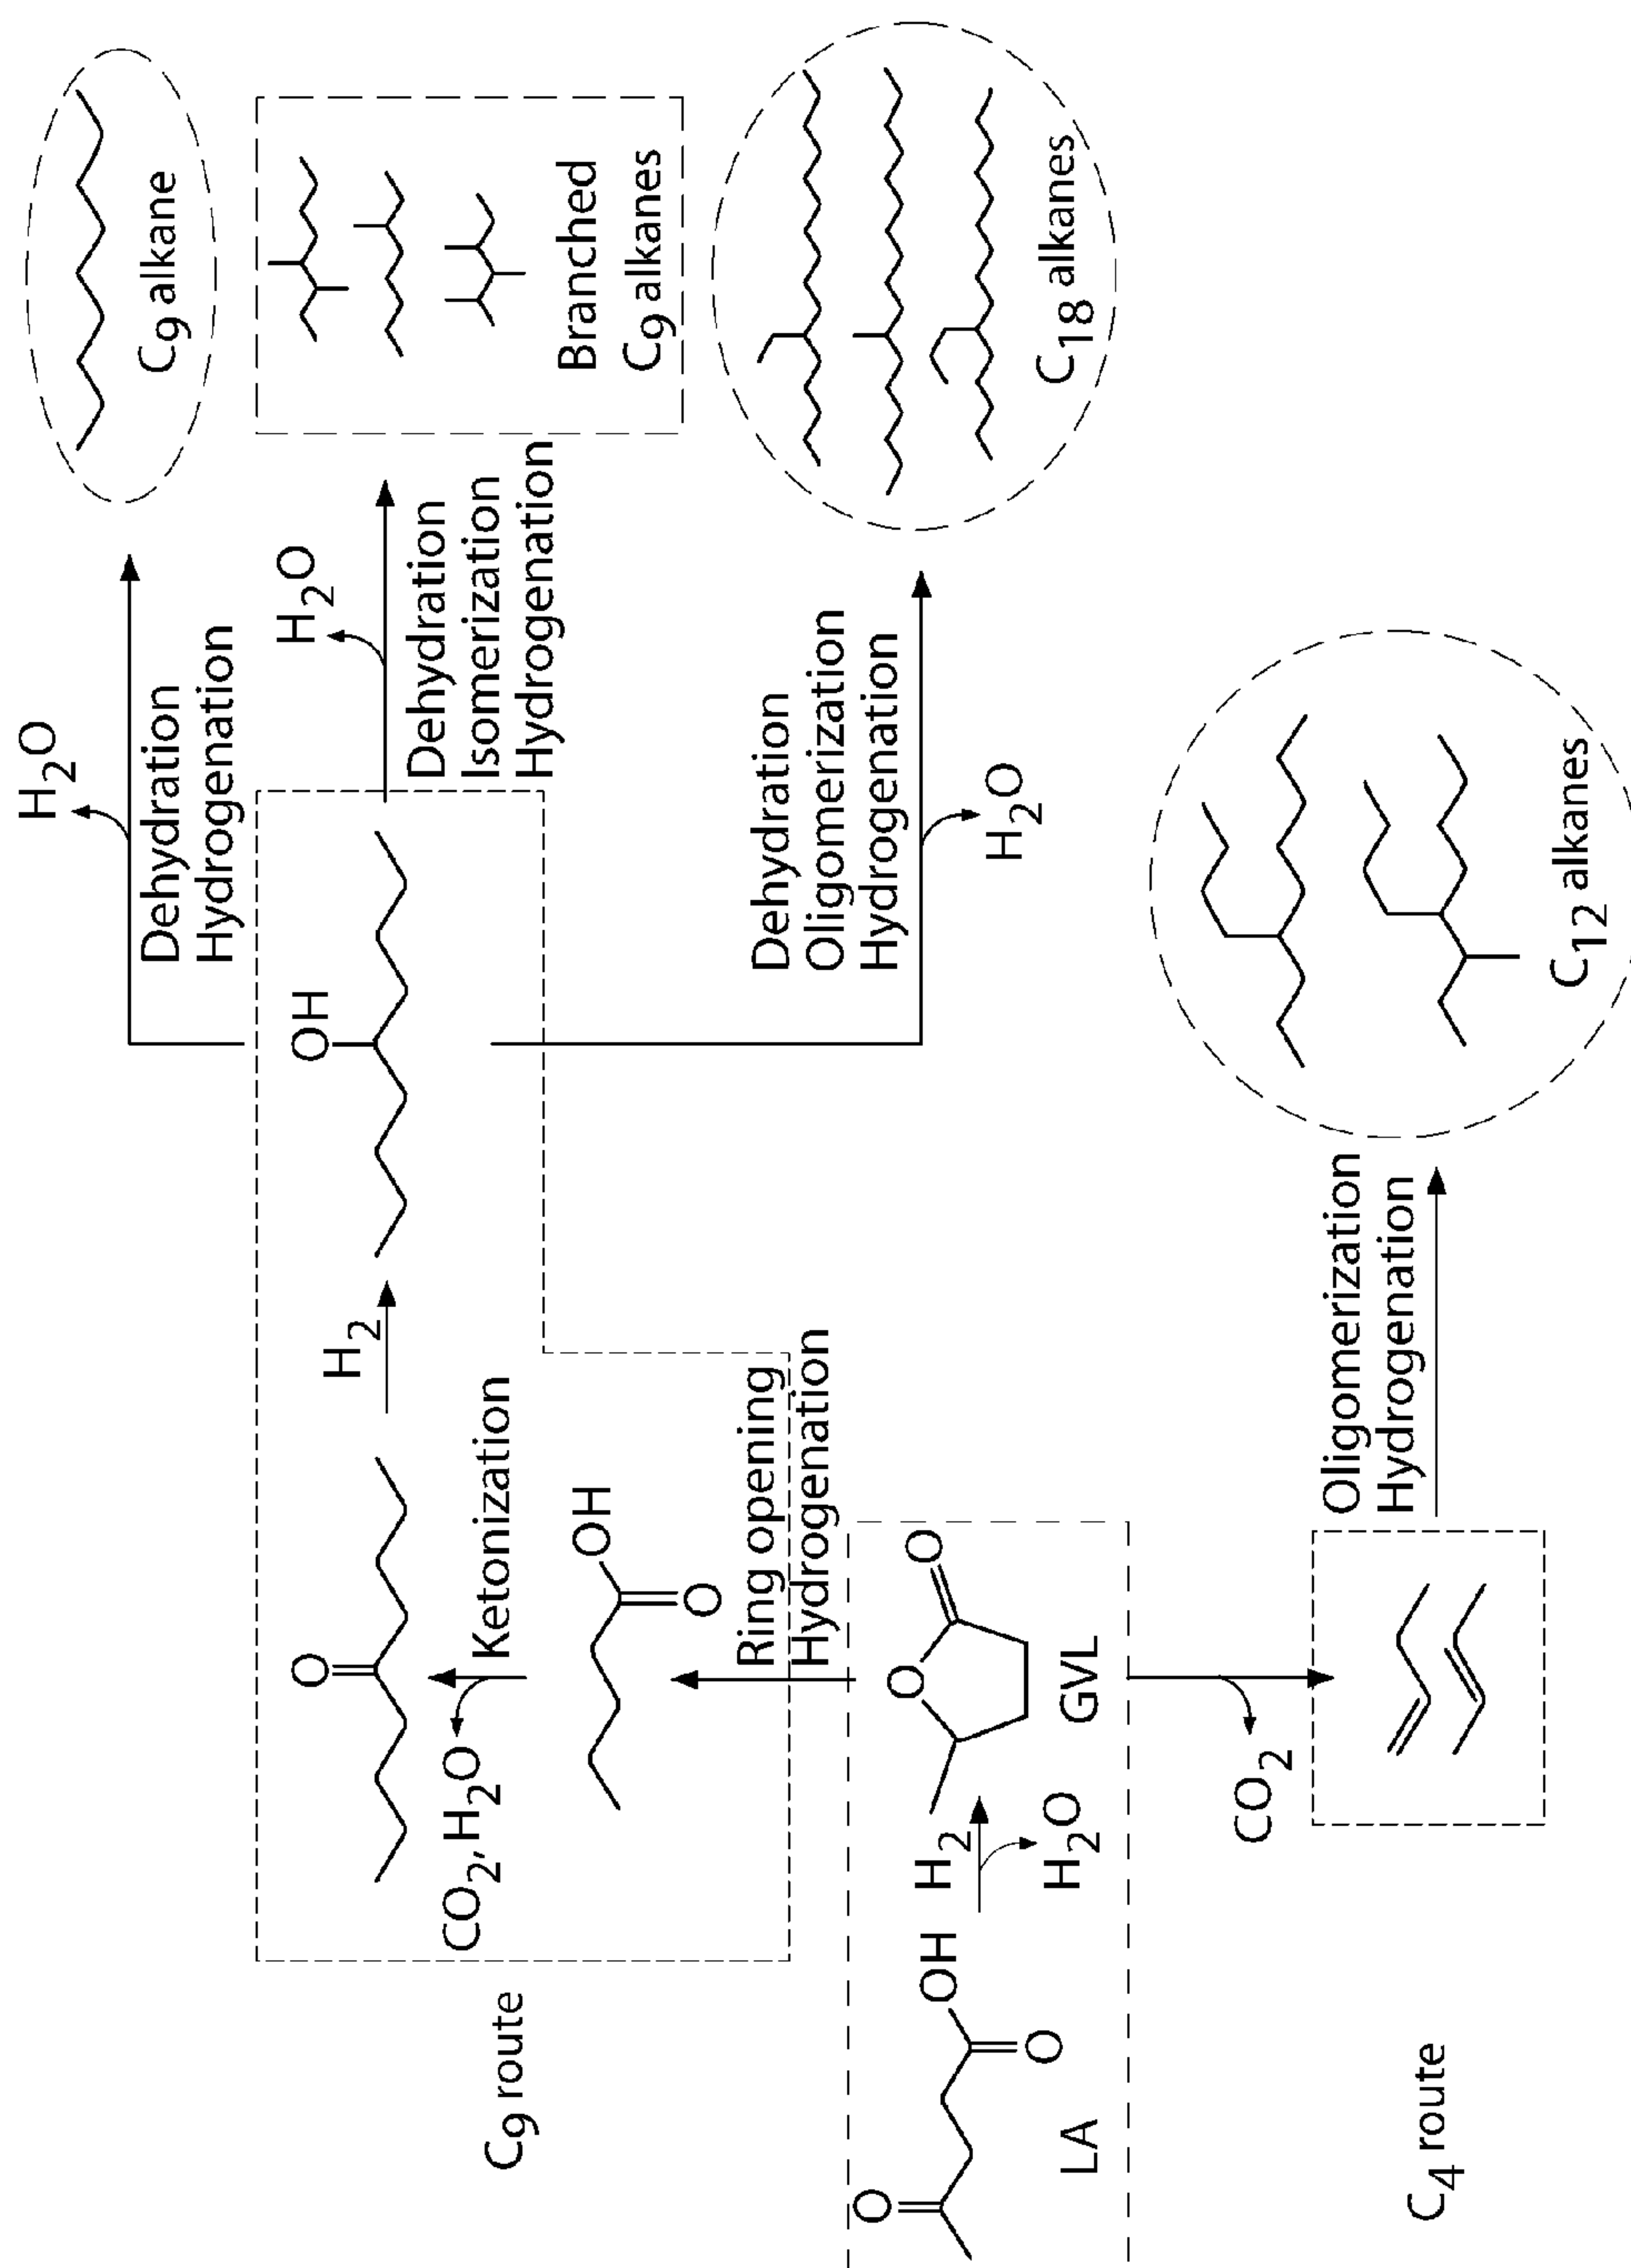 H2O
Dehydration
Hydrogenation
C9 alkane
O
H2
OH
H2O
Dehydration
Isomerization
Hydrogenation
Branched
C9 alkanes
CO2, H2O
Ketonization
C9 route
OH
O
Ring opening
Hydrogenation
Dehydration
Oligomerization
Hydrogenation
H2O
C18 alkanes
O
OH
O
LA
H2
H2O
O
O
GVL
CO2
C4 route
Oligomerization
Hydrogenation
C12 alkanes